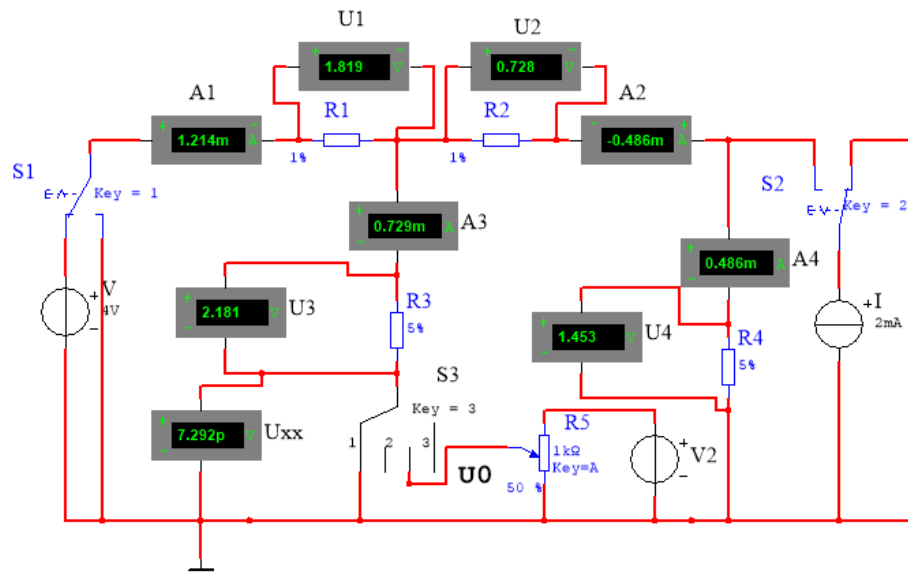 U1
U2
+ 1.819 − V
+ 0.728 − V
A1
R1
R2
A2
+ 1.214m − A
− -0.486m + A
1%
1%
S1
Key = 1
S2
Key = 2
A3
+ 0.729m − A
A4
+ 0.486m − A
V
+
−
4V
U3
+ 2.181 − V
R3
5%
U4
+ 1.453 − V
R4
5%
I
+
2mA
S3
Key = 3
Uxx
+ 7.292p − V
1 2 3
U0
R5
1kΩ
Key=A
50 %
V2
+
−